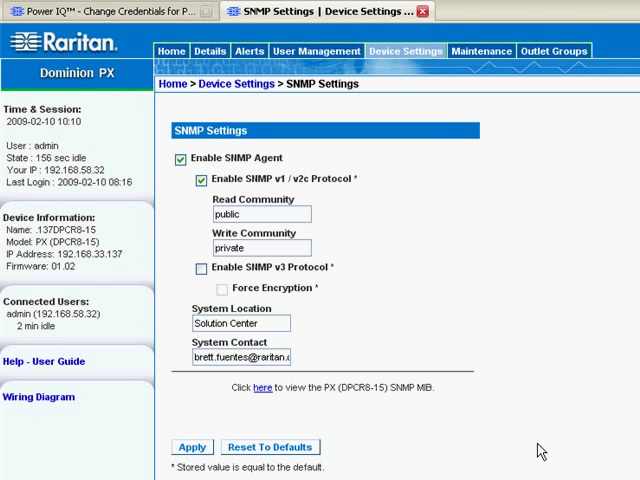 Power IQ™ - Change Credentials for P...
SNMP Settings | Device Settings ...
Raritan.
Home Details Alerts User Management Device Settings Maintenance Outlet Groups
Dominion PX
Home > Device Settings > SNMP Settings
Time & Session:
2009-02-10 10:10
User : admin
State : 156 sec idle
Your IP : 192.168.58.32
Last Login : 2009-02-10 08:16
Device Information:
Name: .137DPCR8-15
Model: PX (DPCR8-15)
IP Address: 192.168.33.137
Firmware: 01.02
Connected Users:
admin (192.168.58.32)
2 min idle
Help - User Guide
Wiring Diagram
SNMP Settings
Enable SNMP Agent
Enable SNMP v1 / v2c Protocol *
Read Community
public
Write Community
private
Enable SNMP v3 Protocol *
Force Encryption *
System Location
Solution Center
System Contact
brett.fuentes@raritan.c
Click here to view the PX (DPCR8-15) SNMP MIB.
Apply Reset To Defaults
* Stored value is equal to the default.